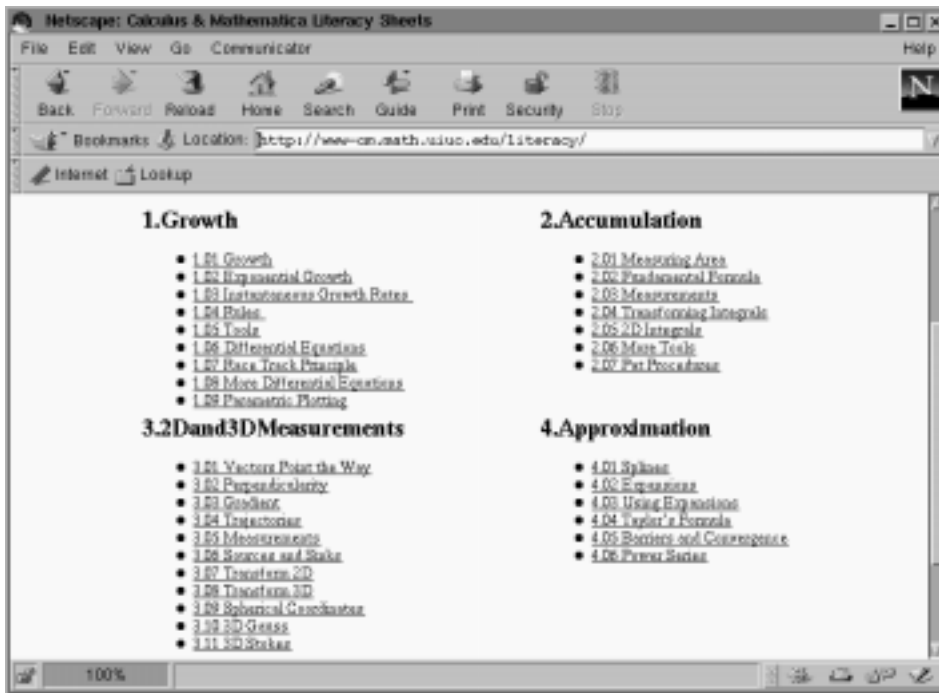 Netscape: Calculus & Mathematica Literacy Sheets
File Edit View Go Communicator Help
Back Forward Reload Home Search Guide Print Security Stop
N
Bookmarks Location: http://www-cm.math.uiuc.edu/literacy/
Internet Lookup
1.Growth
1.01 Growth
1.02 Exponential Growth
1.03 Instantaneous Growth Rates
1.04 Rules
1.05 Tools
1.06 Differential Equations
1.07 Race Track Principle
1.08 More Differential Equations
1.09 Parametric Plotting
2.Accumulation
2.01 Measuring Area
2.02 Fundamental Formula
2.03 Measurements
2.04 Transforming Integrals
2.05 2D Integrals
2.06 More Tools
2.07 Pat Procedures
3.2Dand3DMeasurements
3.01 Vectors Point the Way
3.02 Perpendicularity
3.03 Gradient
3.04 Trajectories
3.05 Measurements
3.06 Sources and Sinks
3.07 Transform 2D
3.08 Transform 3D
3.09 Spherical Coordinates
3.10 3D Gauss
3.11 3D Stokes
4.Approximation
4.01 Splines
4.02 Expansions
4.03 Using Expansions
4.04 Taylor's Formula
4.05 Barriers and Convergence
4.06 Power Series
100%